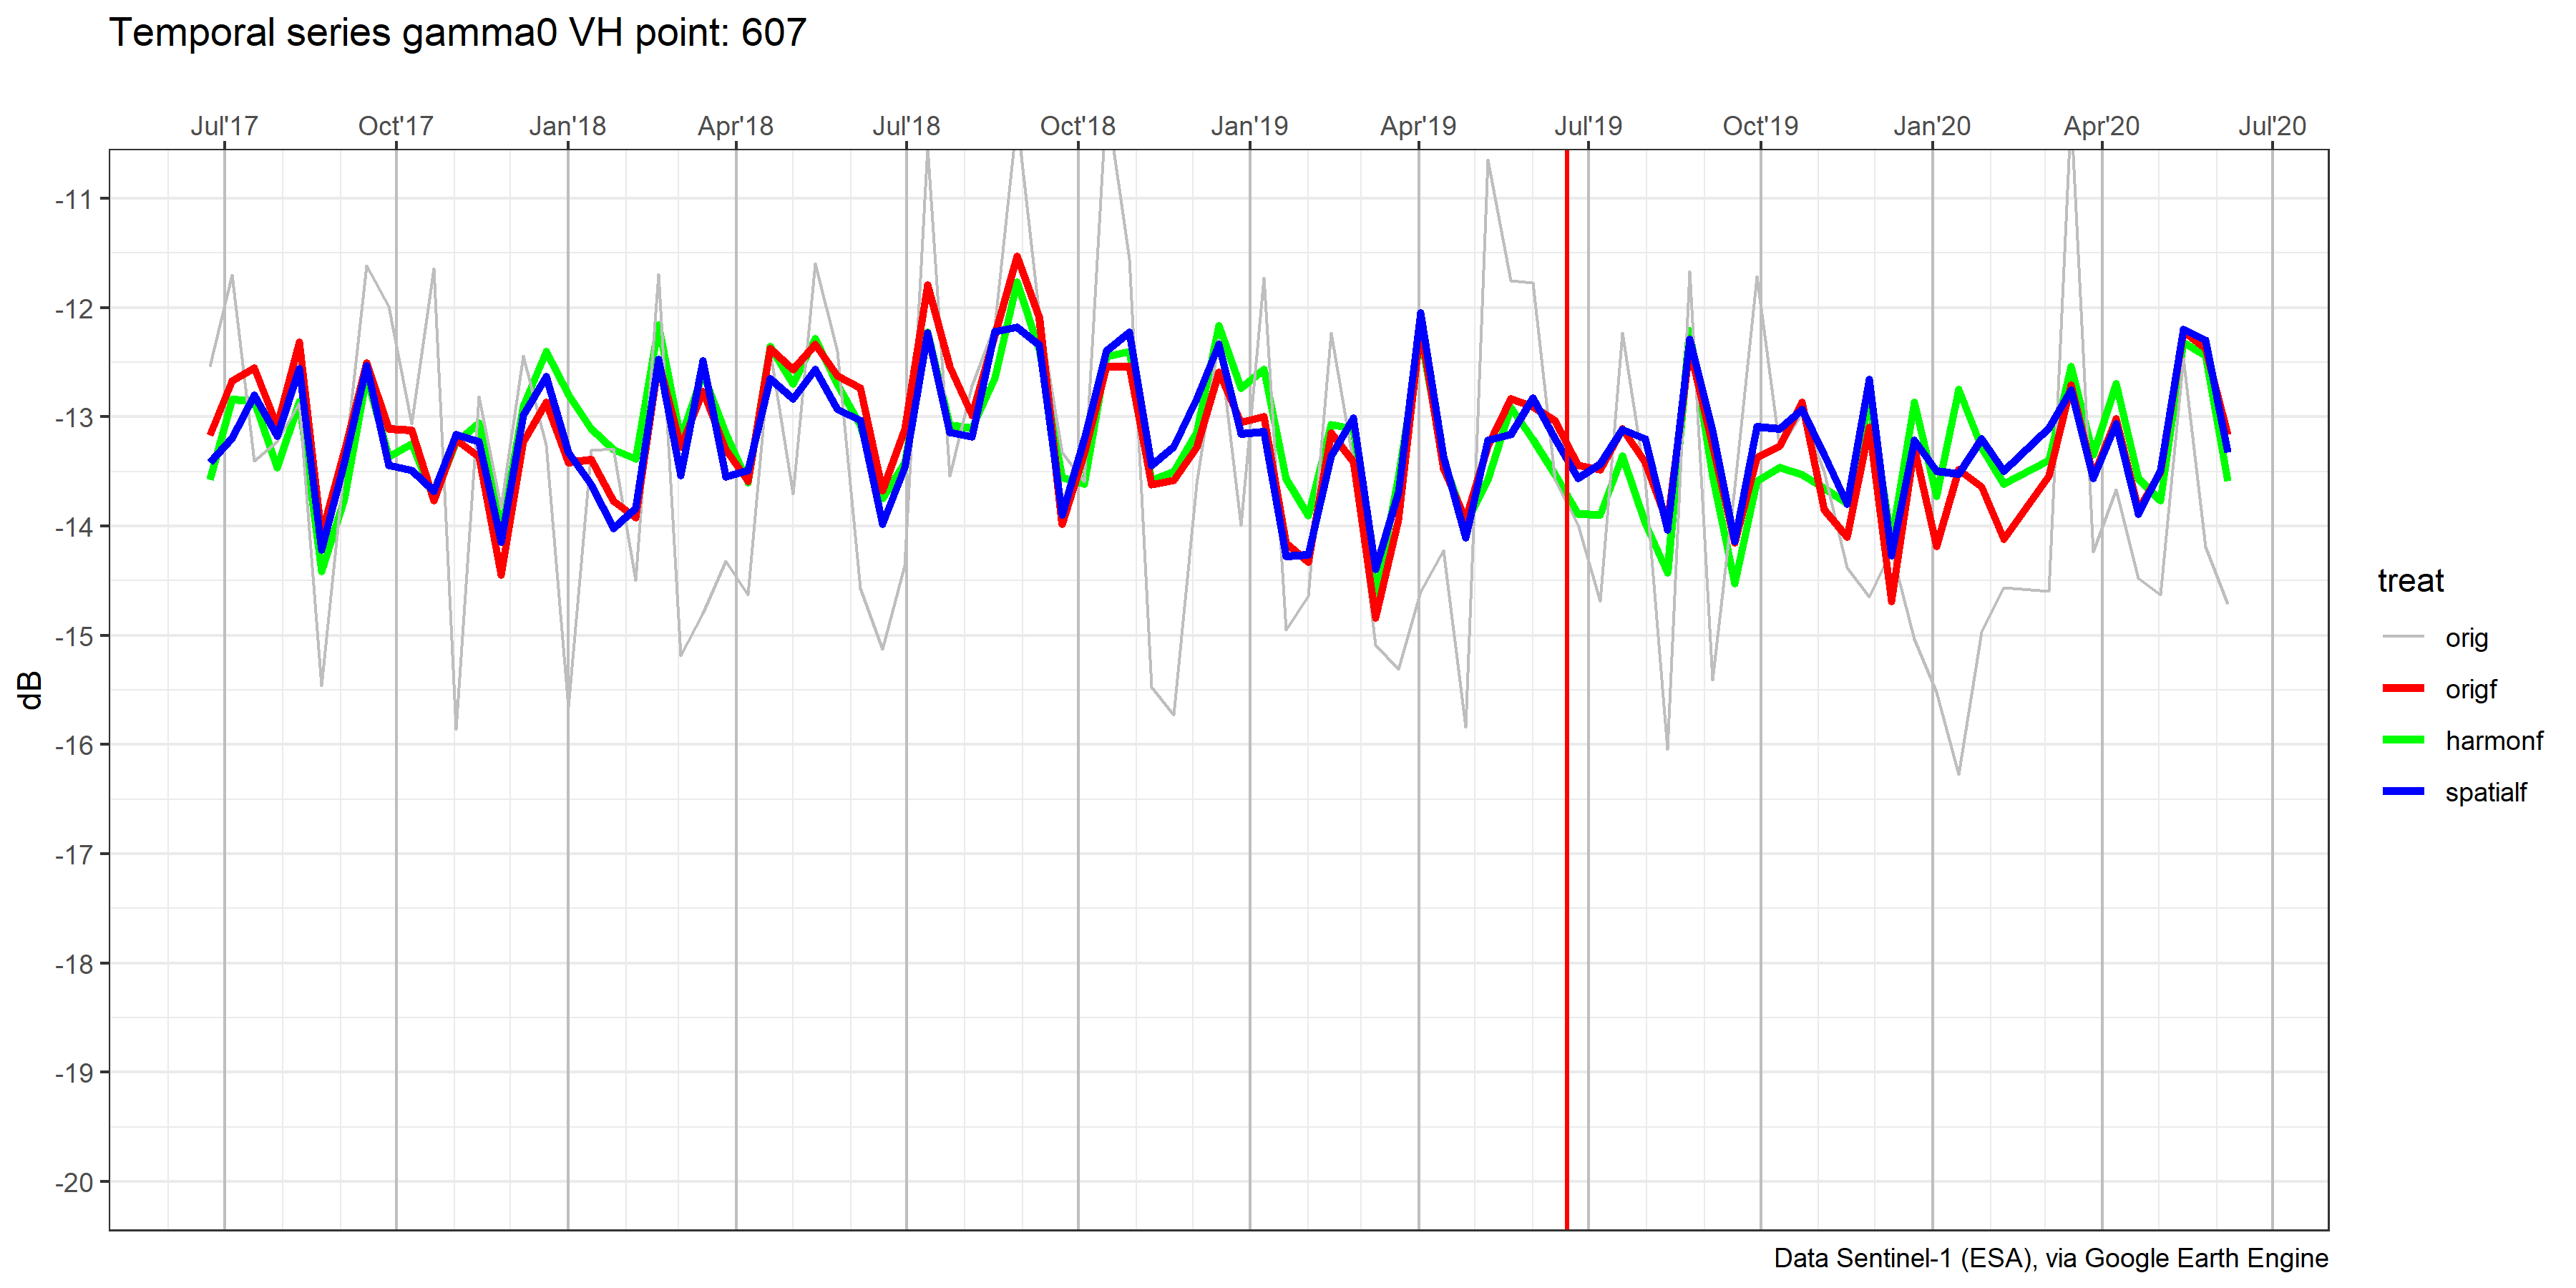 Temporal series gamma0 VH point: 607
Jul'17 Oct'17 Jan'18 Apr'18 Jul'18 Oct'18 Jan'19 Apr'19 Jul'19 Oct'19 Jan'20 Apr'20 Jul'20
-11
-12
-13
-14
-15
-16
-17
-18
-19
-20
dB
treat
orig
origf
harmonf
spatialf
Data Sentinel-1 (ESA), via Google Earth Engine